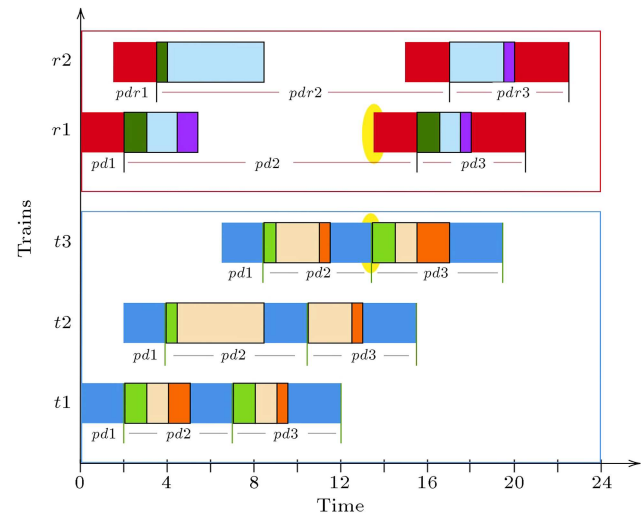 r2
pdr1 pdr2 pdr3
r1
pd1 pd2 pd3
Trains
t3
pd1 pd2 pd3
t2
pd1 pd2 pd3
t1
pd1 pd2 pd3
0 4 8 12 16 20 24
Time